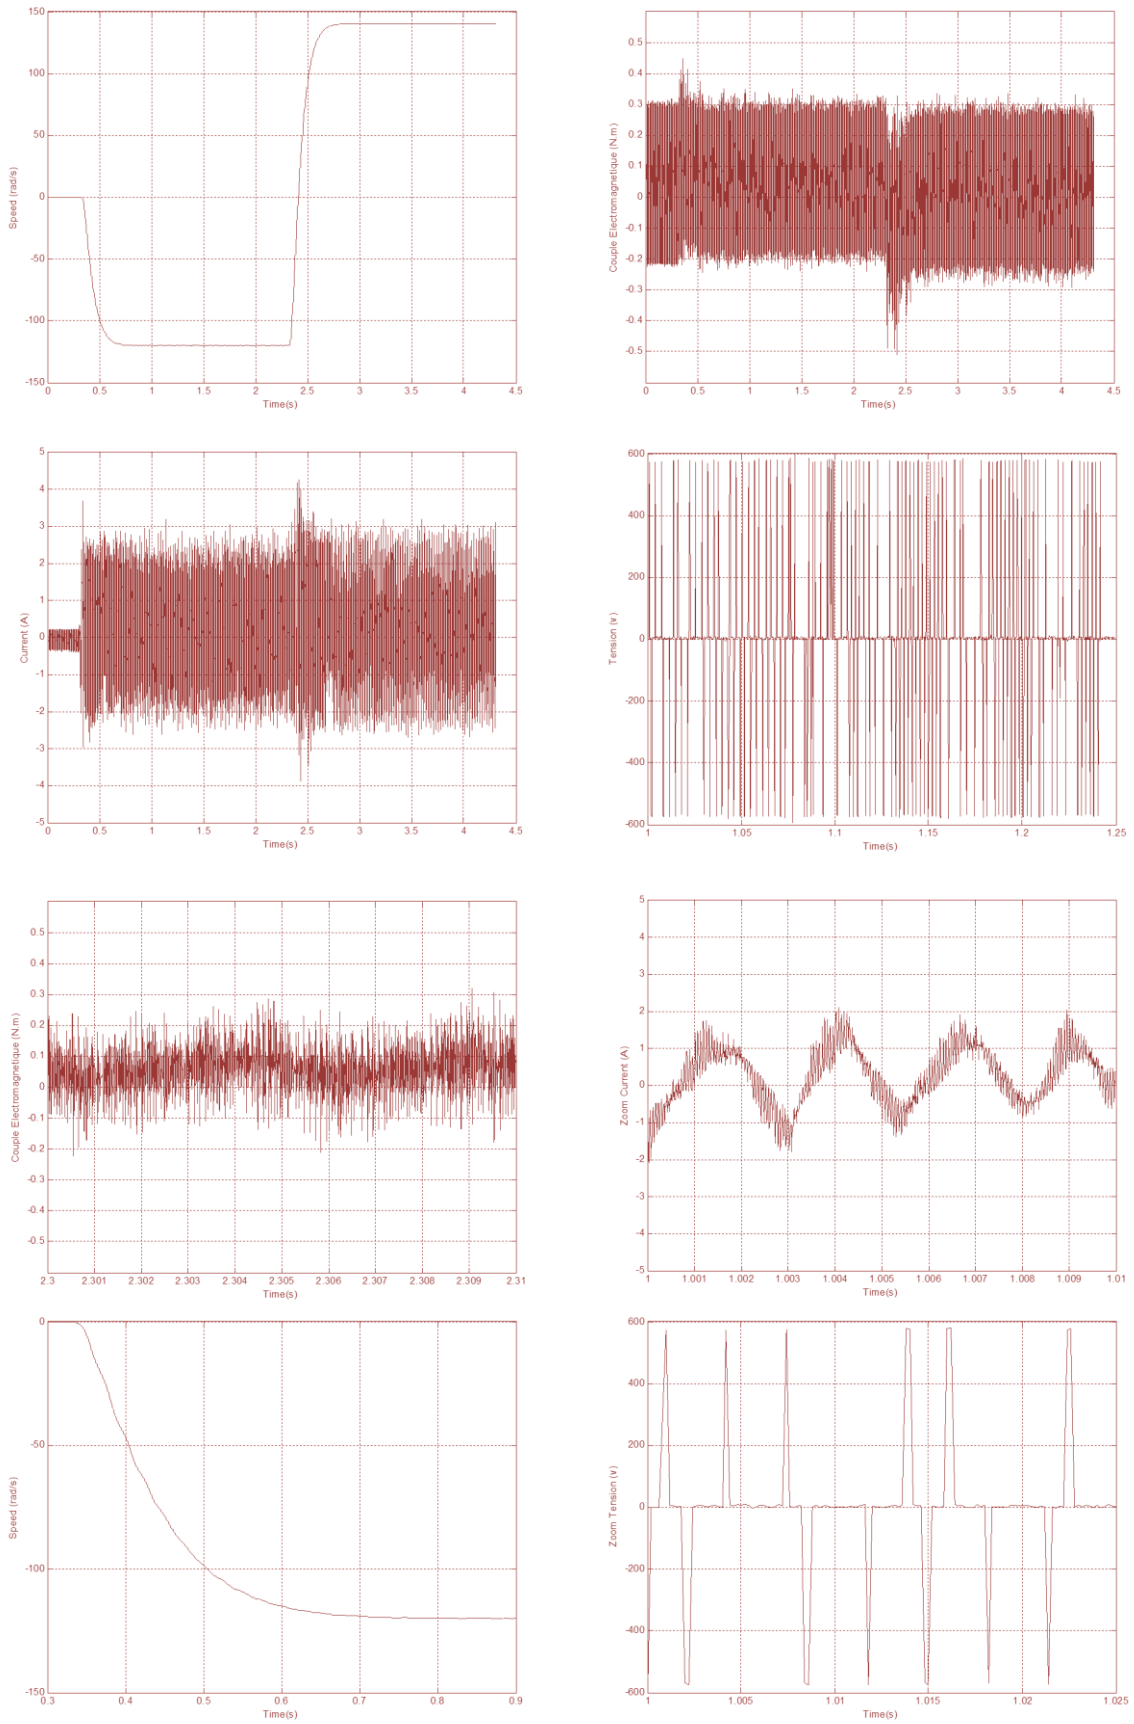 150
100
50
0
-50
-100
-150
Speed (rad/s)
0 0.5 1 1.5 2 2.5 3 3.5 4 4.5
Time(s)
0.5
0.4
0.3
0.2
0.1
0
-0.1
-0.2
-0.3
-0.4
-0.5
Couple Electromagnetique (N.m)
0 0.5 1 1.5 2 2.5 3 3.5 4 4.5
Time(s)
5
4
3
2
1
0
-1
-2
-3
-4
-5
Current (A)
0 0.5 1 1.5 2 2.5 3 3.5 4 4.5
Time(s)
600
400
200
0
-200
-400
-600
Tension (v)
1 1.05 1.1 1.15 1.2 1.25
Time(s)
0.5
0.4
0.3
0.2
0.1
0
-0.1
-0.2
-0.3
-0.4
-0.5
Couple Electromagnetique (N.m)
2.3 2.301 2.302 2.303 2.304 2.305 2.306 2.307 2.308 2.309 2.31
Time(s)
5
4
3
2
1
0
-1
-2
-3
-4
-5
Zoom Current (A)
1 1.001 1.002 1.003 1.004 1.005 1.006 1.007 1.008 1.009 1.01
Time(s)
0
-50
-100
-150
Speed (rad/s)
0.3 0.4 0.5 0.6 0.7 0.8 0.9
Time(s)
600
400
200
0
-200
-400
-600
Zoom Tension (v)
1 1.005 1.01 1.015 1.02 1.025
Time(s)